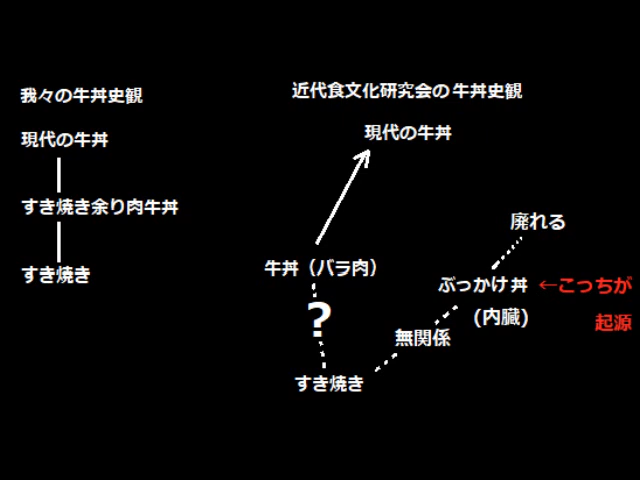 我々の牛丼史観
現代の牛丼
すき焼き余り肉牛丼
すき焼き
近代食文化研究会の牛丼史観
現代の牛丼
廃れる
牛丼（バラ肉）
ぶっかけ丼
←こっちが
起源
(内臓)
?
無関係
すき焼き